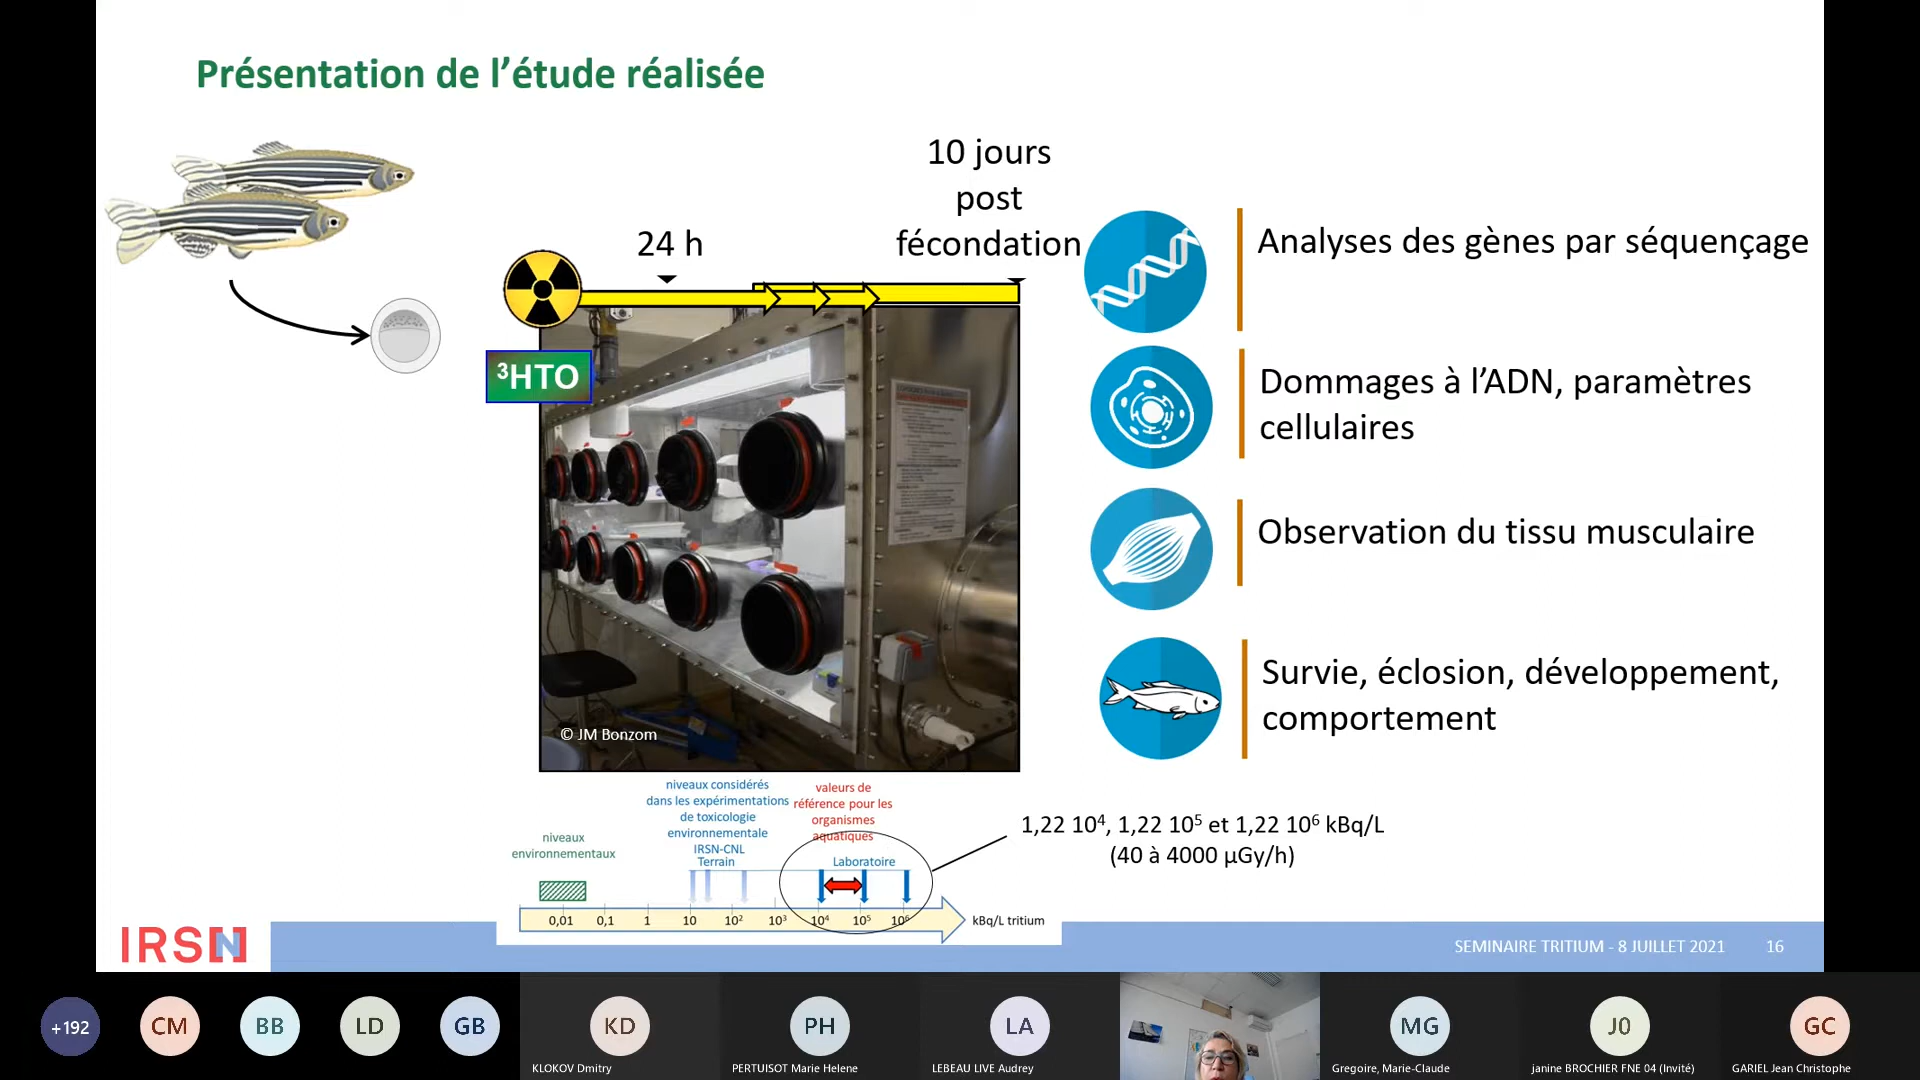 Présentation de l'étude réalisée
10 jours
post
fécondation
24 h
³HTO
© JM Bonzom
Analyses des gènes par séquençage
Dommages à l'ADN, paramètres
cellulaires
Observation du tissu musculaire
Survie, éclosion, développement,
comportement
niveaux
environnementaux
niveaux considérés
dans les expérimentations
de toxicologie
environnementale
IRSN-CNL
Terrain
valeurs de
référence pour les
organismes
aquatiques
Laboratoire
0,01 0,1 1 10 10² 10³ 10⁴ 10⁵ 10⁶ kBq/L tritium
1,22 10⁴, 1,22 10⁵ et 1,22 10⁶ kBq/L
(40 à 4000 µGy/h)
IRSN
SEMINAIRE TRITIUM - 8 JUILLET 2021 16
+192 CM BB LD GB KD PH LA MG J0 GC
KLOKOV Dmitry PERTUISOT Marie Helene LEBEAU LIVE Audrey Gregoire, Marie-Claude janine BROCHIER FNE 04 (Invité) GARIEL Jean Christophe